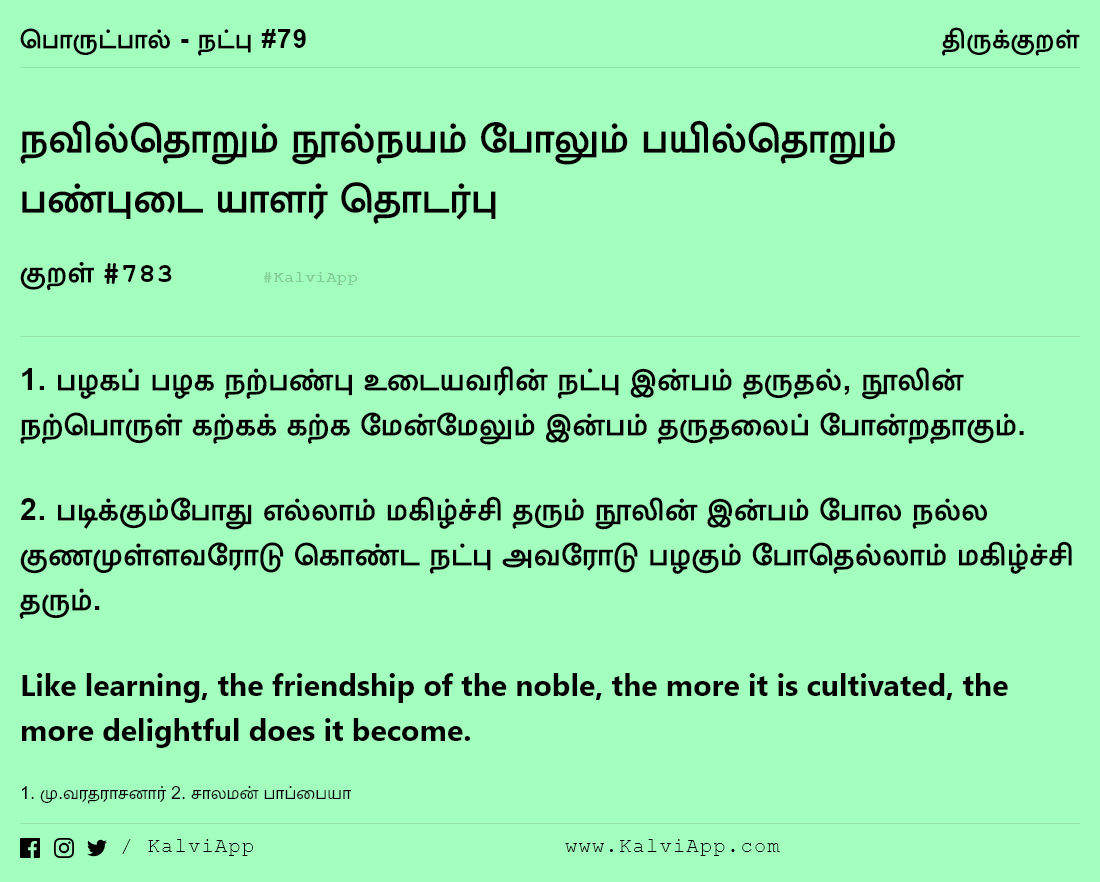 பொருட்பால் - நட்பு #79 திருக்குறள்
நவில்தொறும் நூல்நயம் போலும் பயில்தொறும்
பண்புடை யாளர் தொடர்பு
குறள் #783 #KalviApp
1. பழகப் பழக நற்பண்பு உடையவரின் நட்பு இன்பம் தருதல், நூலின்
நற்பொருள் கற்கக் கற்க மேன்மேலும் இன்பம் தருதலைப் போன்றதாகும்.
2. படிக்கும்போது எல்லாம் மகிழ்ச்சி தரும் நூலின் இன்பம் போல நல்ல
குணமுள்ளவரோடு கொண்ட நட்பு அவரோடு பழகும் போதெல்லாம் மகிழ்ச்சி
தரும்.
Like learning, the friendship of the noble, the more it is cultivated, the
more delightful does it become.
1. மு.வரதராசனார் 2. சாலமன் பாப்பையா
/ KalviApp www.KalviApp.com